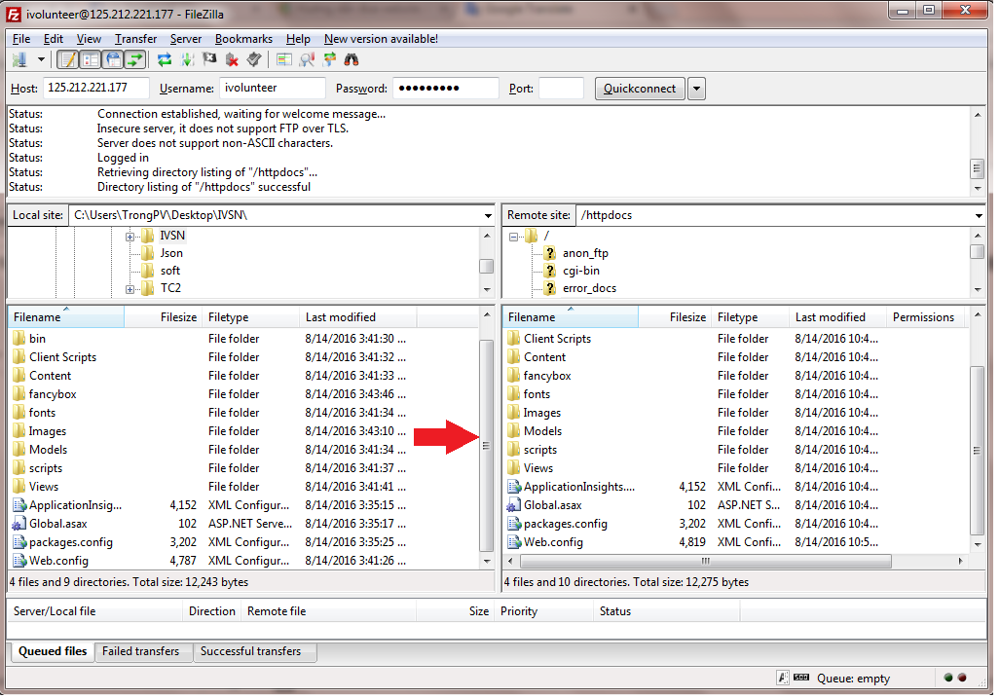 ivolunteer@125.212.221.177 - FileZilla
File Edit View Transfer Server Bookmarks Help New version available!
Host: 125.212.221.177 Username: ivolunteer Password: ●●●●●●●●● Port: Quickconnect
Status: Connection established, waiting for welcome message...
Status: Insecure server, it does not support FTP over TLS.
Status: Server does not support non-ASCII characters.
Status: Logged in
Status: Retrieving directory listing of "/httpdocs"...
Status: Directory listing of "/httpdocs" successful
Local site: C:\Users\TrongPV\Desktop\IVSN\
IVSN
Json
soft
TC2
Filename Filesize Filetype Last modified
bin File folder 8/14/2016 3:41:30 ...
Client Scripts File folder 8/14/2016 3:41:32 ...
Content File folder 8/14/2016 3:41:33 ...
fancybox File folder 8/14/2016 3:43:46 ...
fonts File folder 8/14/2016 3:41:34 ...
Images File folder 8/14/2016 3:43:10 ...
Models File folder 8/14/2016 3:41:34 ...
scripts File folder 8/14/2016 3:41:37 ...
Views File folder 8/14/2016 3:41:41 ...
ApplicationInsig... 4,152 XML Configur... 8/14/2016 3:35:15 ...
Global.asax 102 ASP.NET Serve... 8/14/2016 3:35:17 ...
packages.config 3,202 XML Configur... 8/14/2016 3:35:25 ...
Web.config 4,787 XML Configur... 8/14/2016 3:41:26 ...
4 files and 9 directories. Total size: 12,243 bytes
Remote site: /httpdocs
/
anon_ftp
cgi-bin
error_docs
Filename Filesize Filetype Last modified Permissions
Client Scripts File folder 8/14/2016 10:4...
Content File folder 8/14/2016 10:4...
fancybox File folder 8/14/2016 10:4...
fonts File folder 8/14/2016 10:4...
Images File folder 8/14/2016 10:4...
Models File folder 8/14/2016 10:4...
scripts File folder 8/14/2016 10:4...
Views File folder 8/14/2016 10:4...
ApplicationInsights.... 4,152 XML Confi... 8/14/2016 10:4...
Global.asax 102 ASP.NET S... 8/14/2016 10:4...
packages.config 3,202 XML Confi... 8/14/2016 10:4...
Web.config 4,819 XML Confi... 8/14/2016 10:5...
4 files and 10 directories. Total size: 12,275 bytes
Server/Local file Direction Remote file Size Priority Status
Queued files Failed transfers Successful transfers
Queue: empty